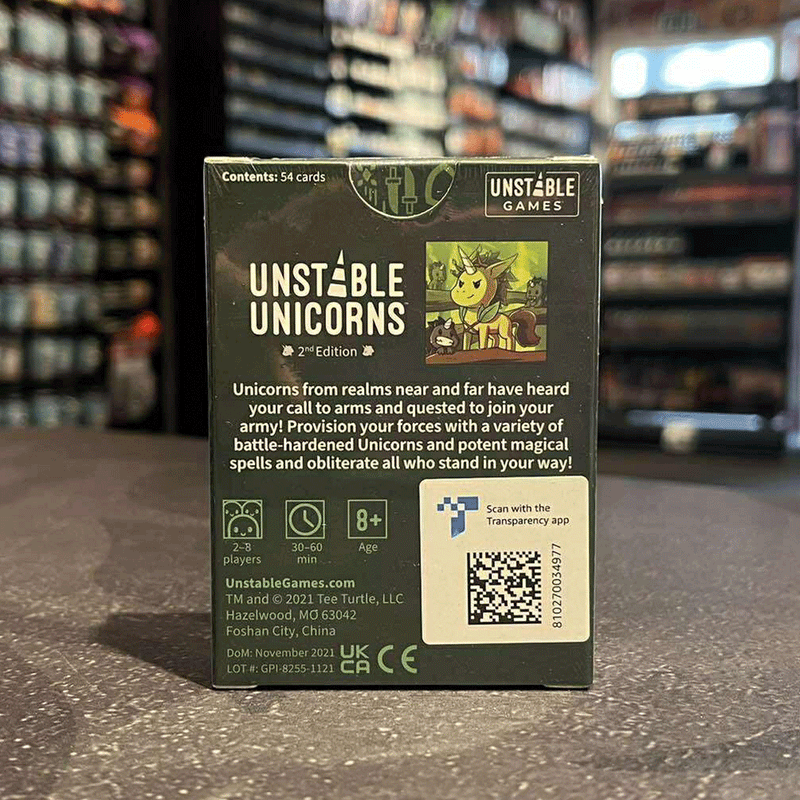 Contents: 54 cards
UNSTABLE
GAMES
UNSTABLE
UNICORNS
2nd Edition
Unicorns from realms near and far have heard
your call to arms and quested to join your
army! Provision your forces with a variety of
battle-hardened Unicorns and potent magical
spells and obliterate all who stand in your way!
2–8
players
30–60
min
8+
Age
Scan with the
Transparency app
810270034977
UnstableGames.com
TM and © 2021 Tee Turtle, LLC
Hazelwood, MO 63042
Foshan City, China
DoM: November 2021
LOT #: GPI-8255-1121
UK
CA
CE